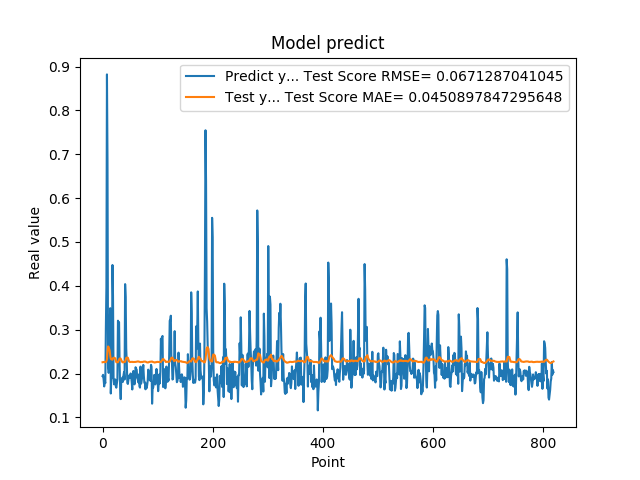 Model predict
Predict y... Test Score RMSE= 0.0671287041045
Test y... Test Score MAE= 0.0450897847295648
Real value
0.9
0.8
0.7
0.6
0.5
0.4
0.3
0.2
0.1
0
200
400
600
800
Point